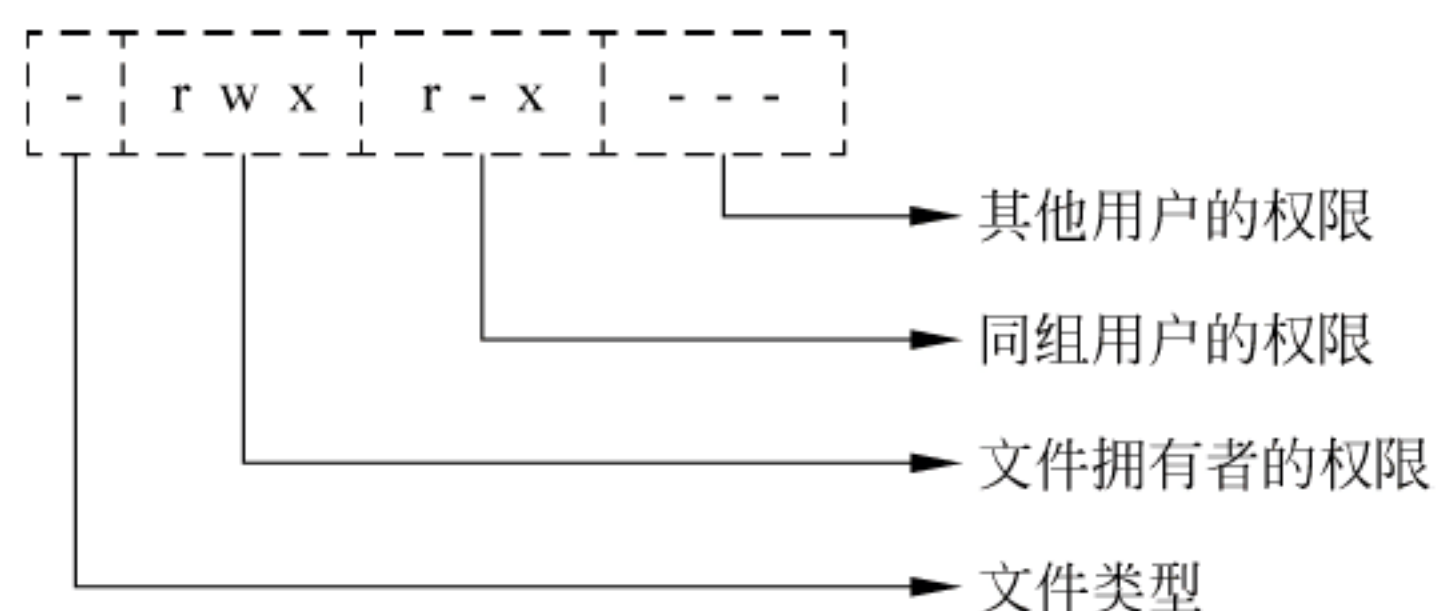 - r w x r - x - - -
其他用户的权限
同组用户的权限
文件拥有者的权限
文件类型